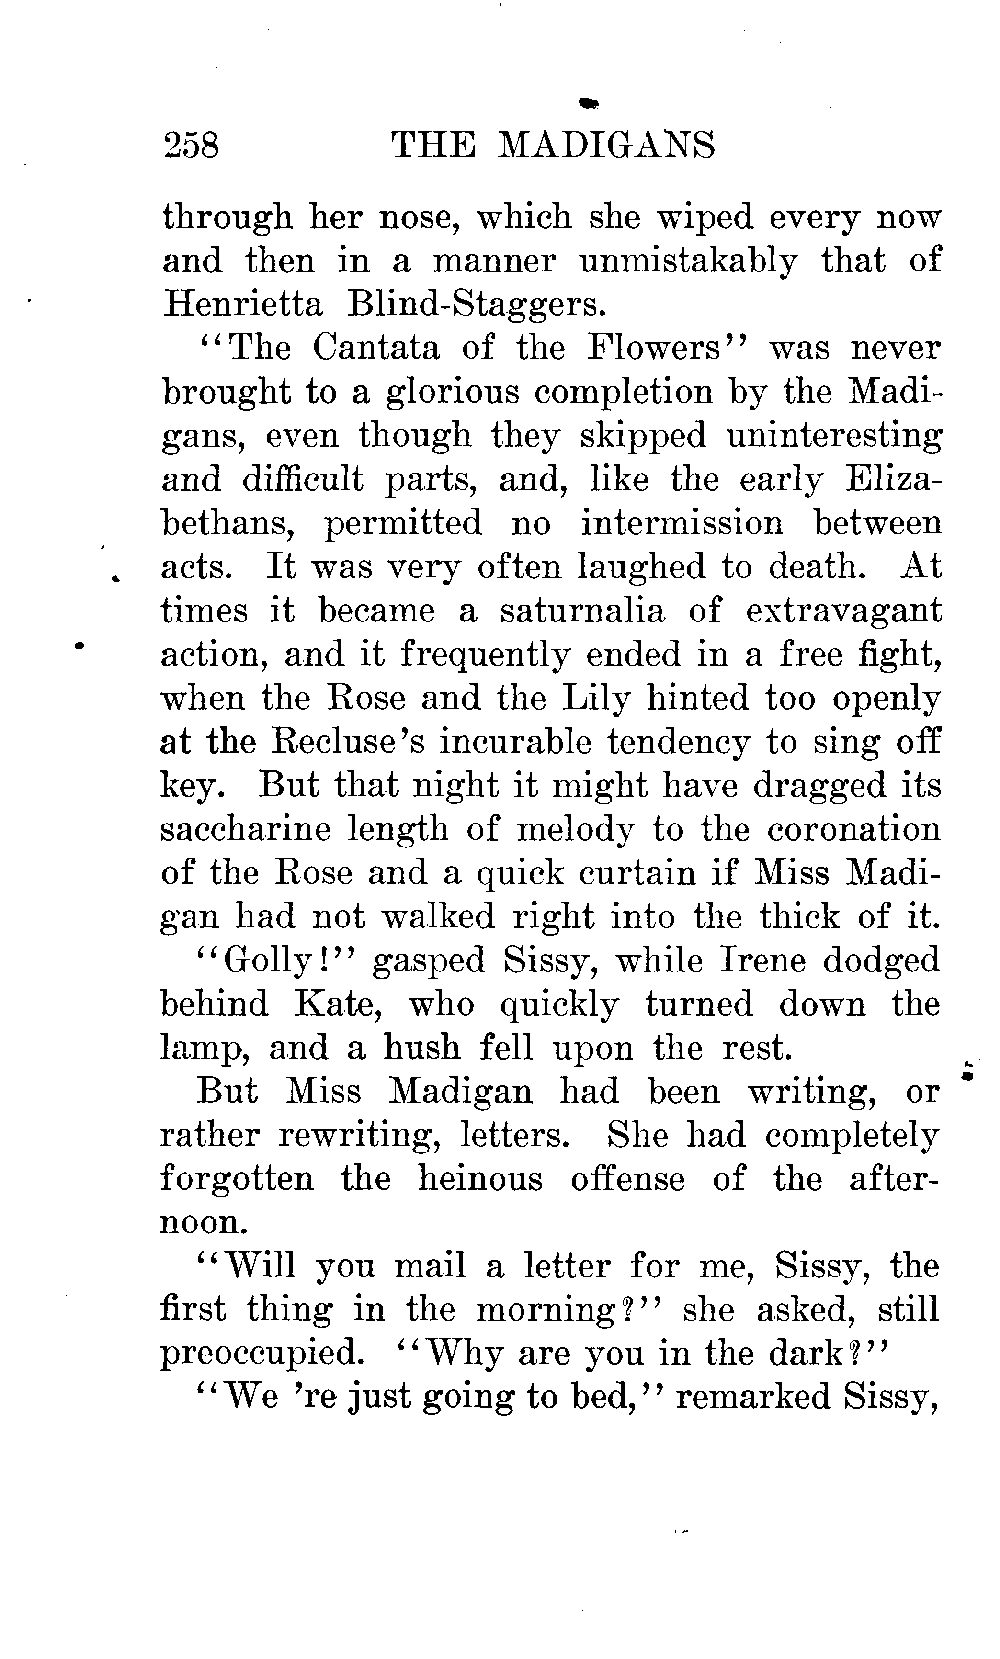 258 THE MADIGANS
through her nose, which she wiped every now
and then in a manner unmistakably that of
Henrietta Blind-Staggers.
"The Cantata of the Flowers" was never
brought to a glorious completion by the Madi-
gans, even though they skipped uninteresting
and difficult parts, and, like the early Eliza-
bethans, permitted no intermission between
acts. It was very often laughed to death. At
times it became a saturnalia of extravagant
action, and it frequently ended in a free fight,
when the Rose and the Lily hinted too openly
at the Recluse's incurable tendency to sing off
key. But that night it might have dragged its
saccharine length of melody to the coronation
of the Rose and a quick curtain if Miss Madi-
gan had not walked right into the thick of it.
"Golly!" gasped Sissy, while Irene dodged
behind Kate, who quickly turned down the
lamp, and a hush fell upon the rest.
But Miss Madigan had been writing, or
rather rewriting, letters. She had completely
forgotten the heinous offense of the after-
noon.
"Will you mail a letter for me, Sissy, the
first thing in the morning?" she asked, still
preoccupied. "Why are you in the dark?"
"We 're just going to bed," remarked Sissy,